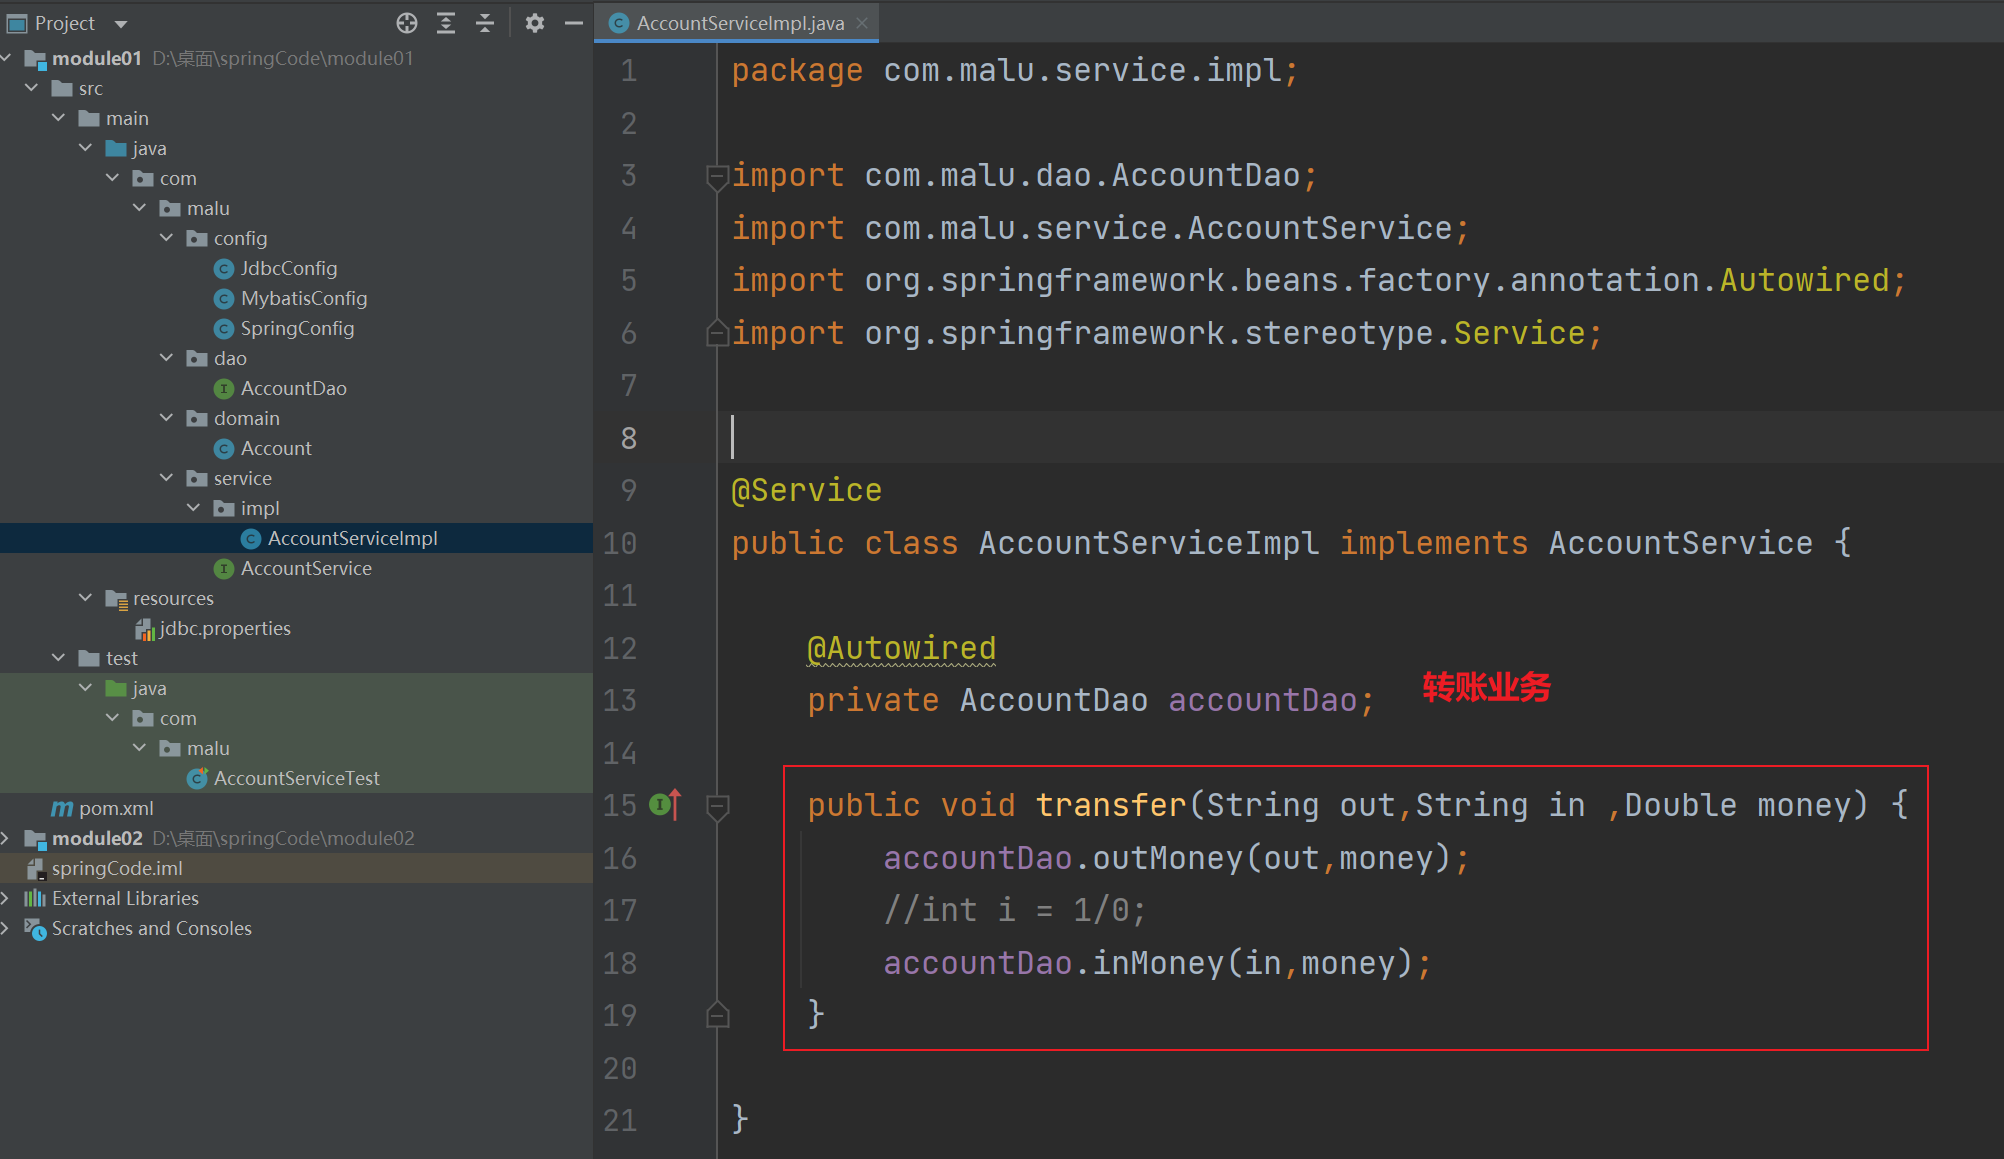 Project
module01 D:\桌面\springCode\module01
src
main
java
com
malu
config
JdbcConfig
MybatisConfig
SpringConfig
dao
AccountDao
domain
Account
service
impl
AccountServiceImpl
AccountService
resources
jdbc.properties
test
java
com
malu
AccountServiceTest
pom.xml
module02 D:\桌面\springCode\module02
springCode.iml
External Libraries
Scratches and Consoles
AccountServiceImpl.java
1 package com.malu.service.impl;
2
3 import com.malu.dao.AccountDao;
4 import com.malu.service.AccountService;
5 import org.springframework.beans.factory.annotation.Autowired;
6 import org.springframework.stereotype.Service;
7
8
9 @Service
10 public class AccountServiceImpl implements AccountService {
11
12 @Autowired
13 private AccountDao accountDao;
转账业务
14
15 public void transfer(String out,String in ,Double money) {
16 accountDao.outMoney(out,money);
17 //int i = 1/0;
18 accountDao.inMoney(in,money);
19 }
20
21 }